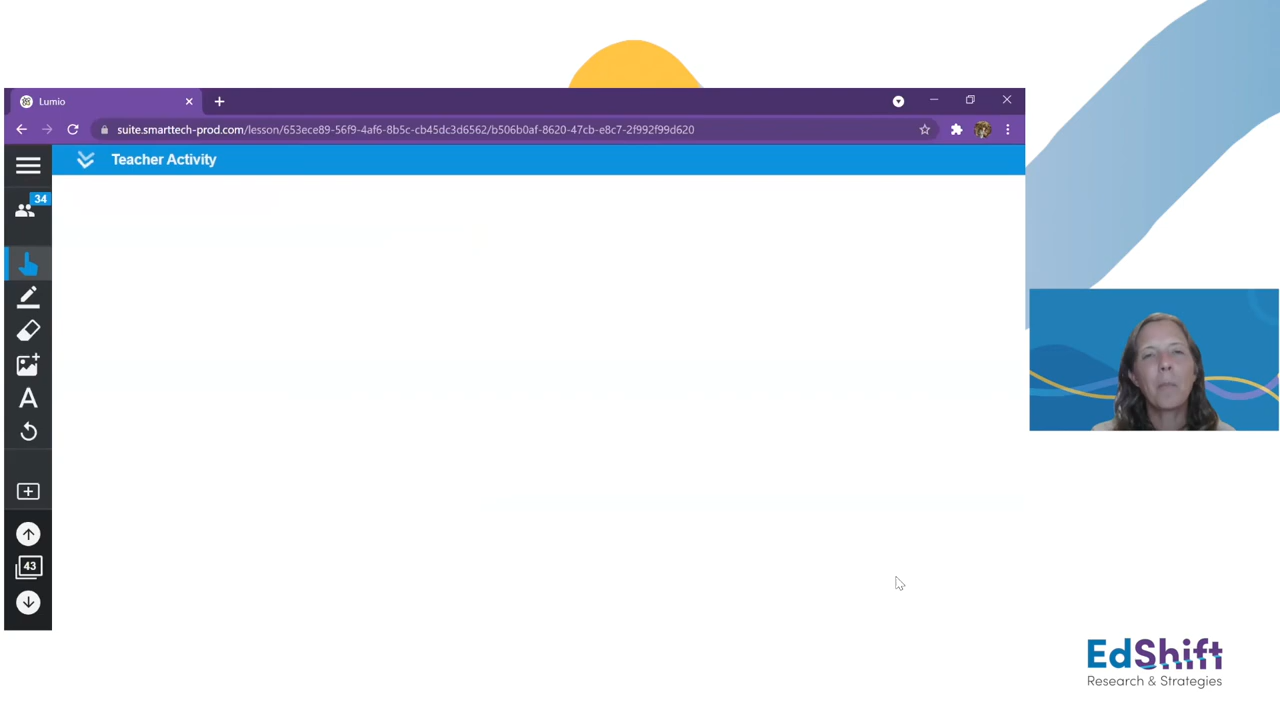 Lumio
suite.smarttech-prod.com/lesson/653ece89-56f9-4af6-8b5c-cb45dc3d6562/b506b0af-8620-47cb-e8c7-2f992f99d620
Teacher Activity
34
A
43
EdShift
Research & Strategies